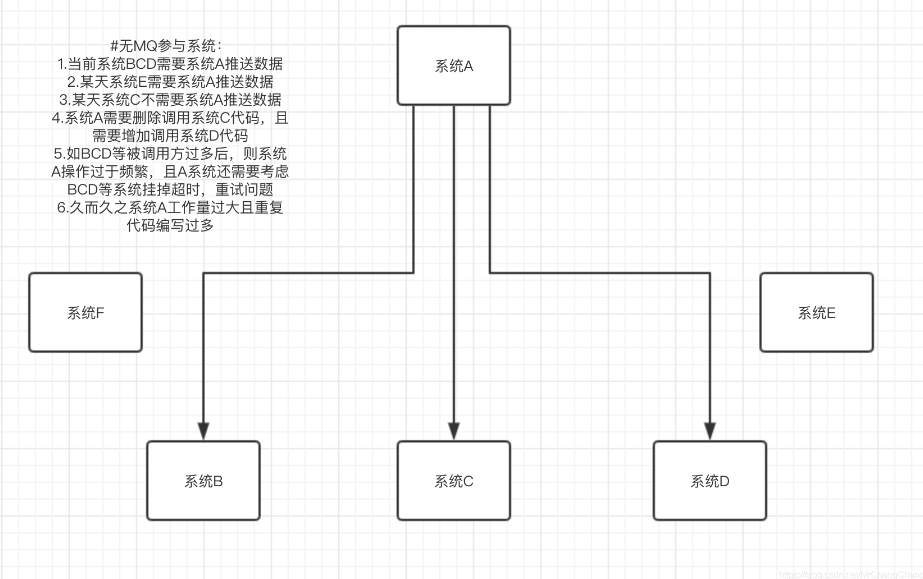 #无MQ参与系统：
1.当前系统BCD需要系统A推送数据
2.某天系统E需要系统A推送数据
3.某天系统C不需要系统A推送数据
4.系统A需要删除调用系统C代码，且
需要增加调用系统D代码
5.如BCD等被调用方过多后，则系统
A操作过于频繁，且A系统还需要考虑
BCD等系统挂掉超时，重试问题
6.久而久之系统A工作量过大且重复
代码编写过多
系统A
系统F
系统E
系统B
系统C
系统D